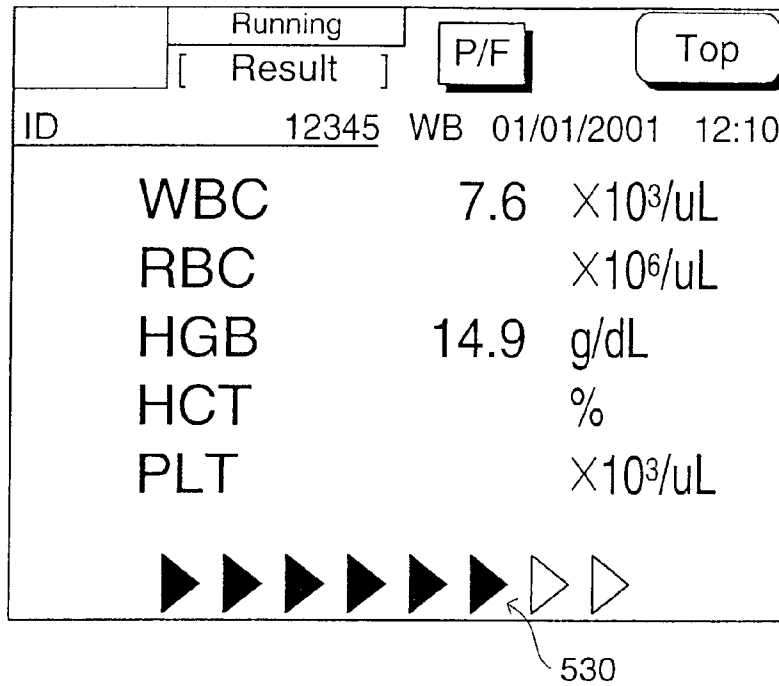 Running
[ Result ] P/F Top
ID 12345 WB 01/01/2001 12:10
WBC 7.6 ×10³/uL
RBC ×10⁶/uL
HGB 14.9 g/dL
HCT %
PLT ×10³/uL
530